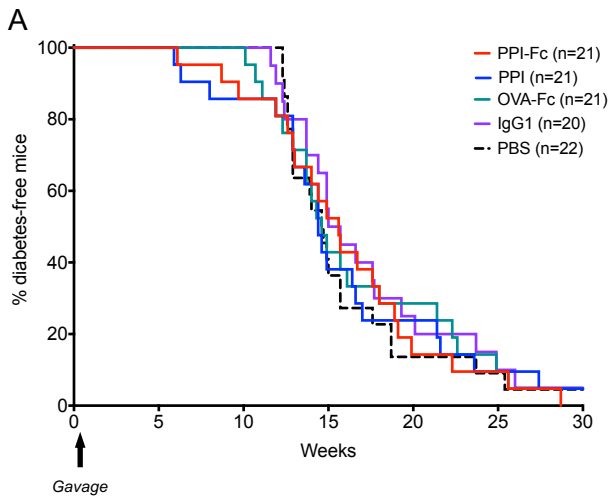 A
% diabetes-free mice
100
80
60
40
20
0
PPI-Fc (n=21)
PPI (n=21)
OVA-Fc (n=21)
IgG1 (n=20)
PBS (n=22)
0 5 10 15 20 25 30
Weeks
Gavage